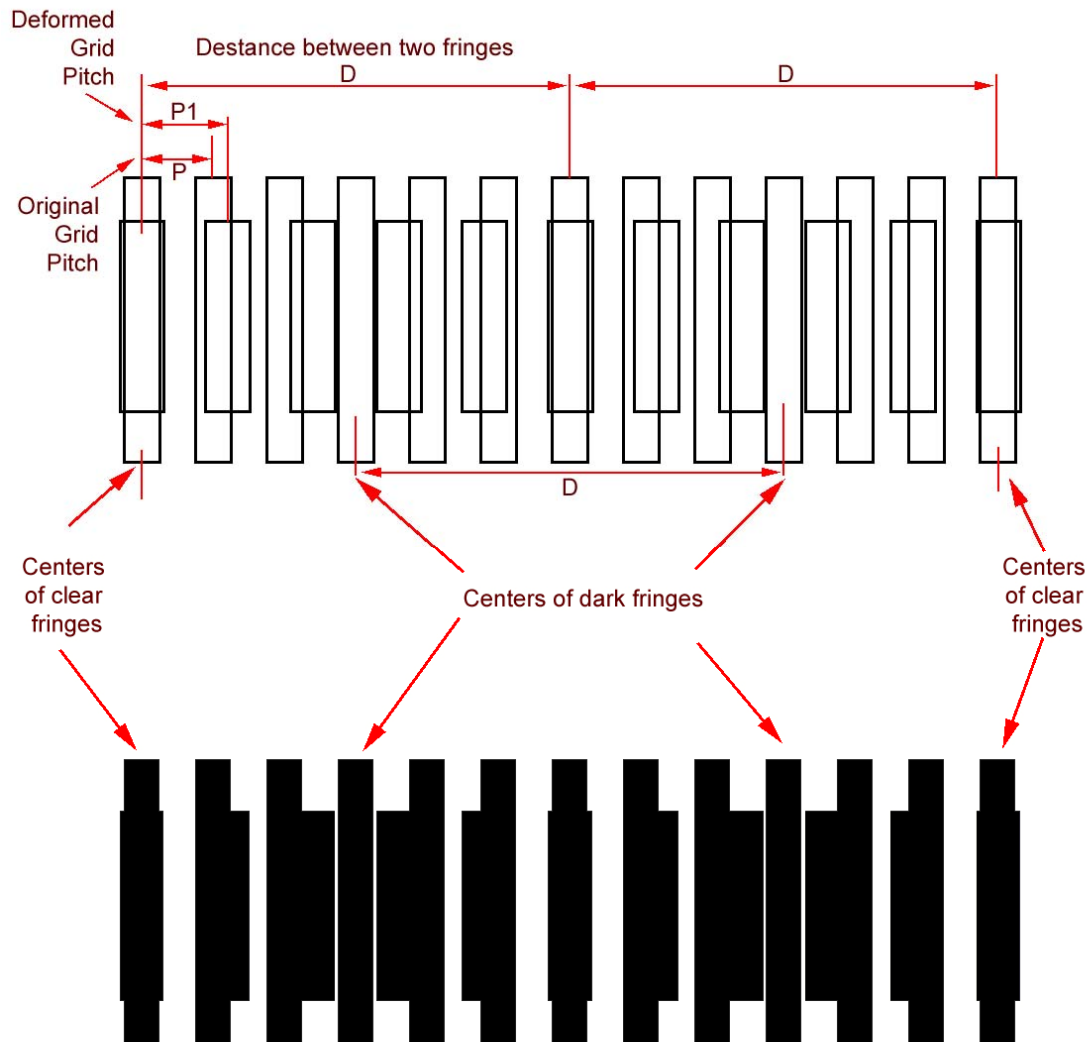 Deformed
Grid
Pitch
Destance between two fringes
D
D
P1
P
Original
Grid
Pitch
D
Centers
of clear
fringes
Centers of dark fringes
Centers
of clear
fringes